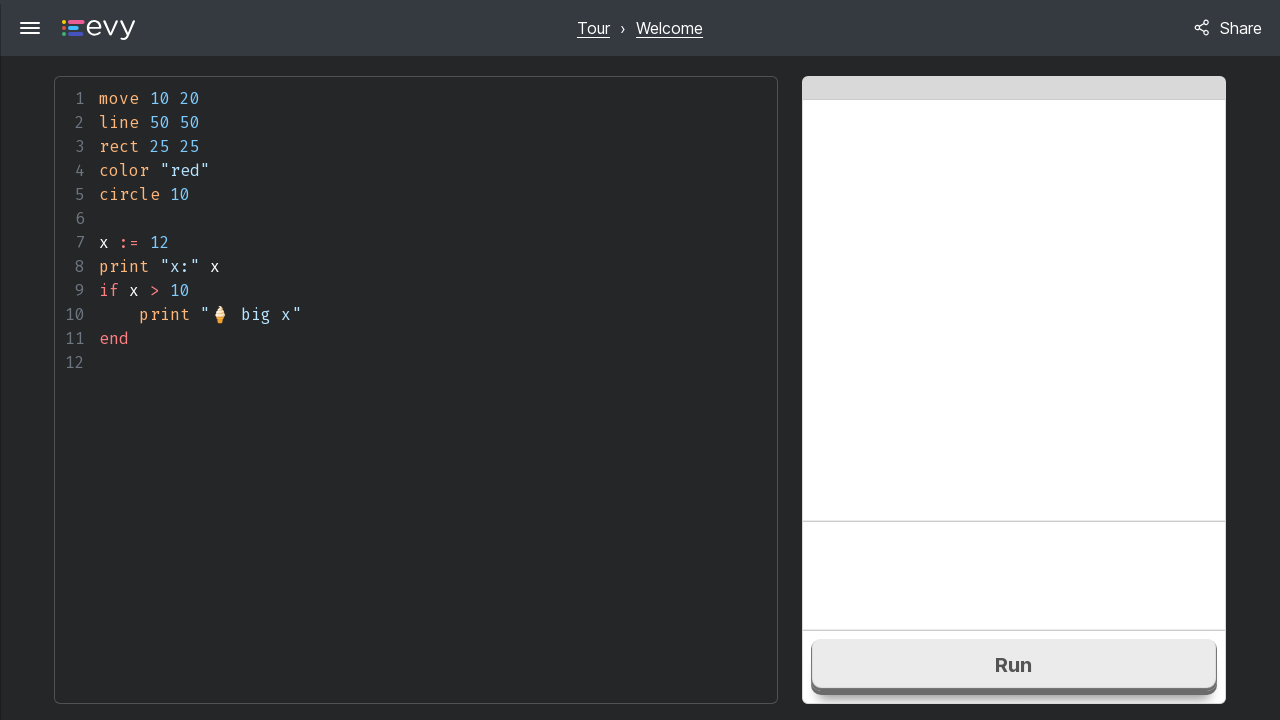 evy
Tour › Welcome
Share
1 move 10 20
2 line 50 50
3 rect 25 25
4 color "red"
5 circle 10
6
7 x := 12
8 print "x:" x
9 if x > 10
10     print "🍦 big x"
11 end
12
Run